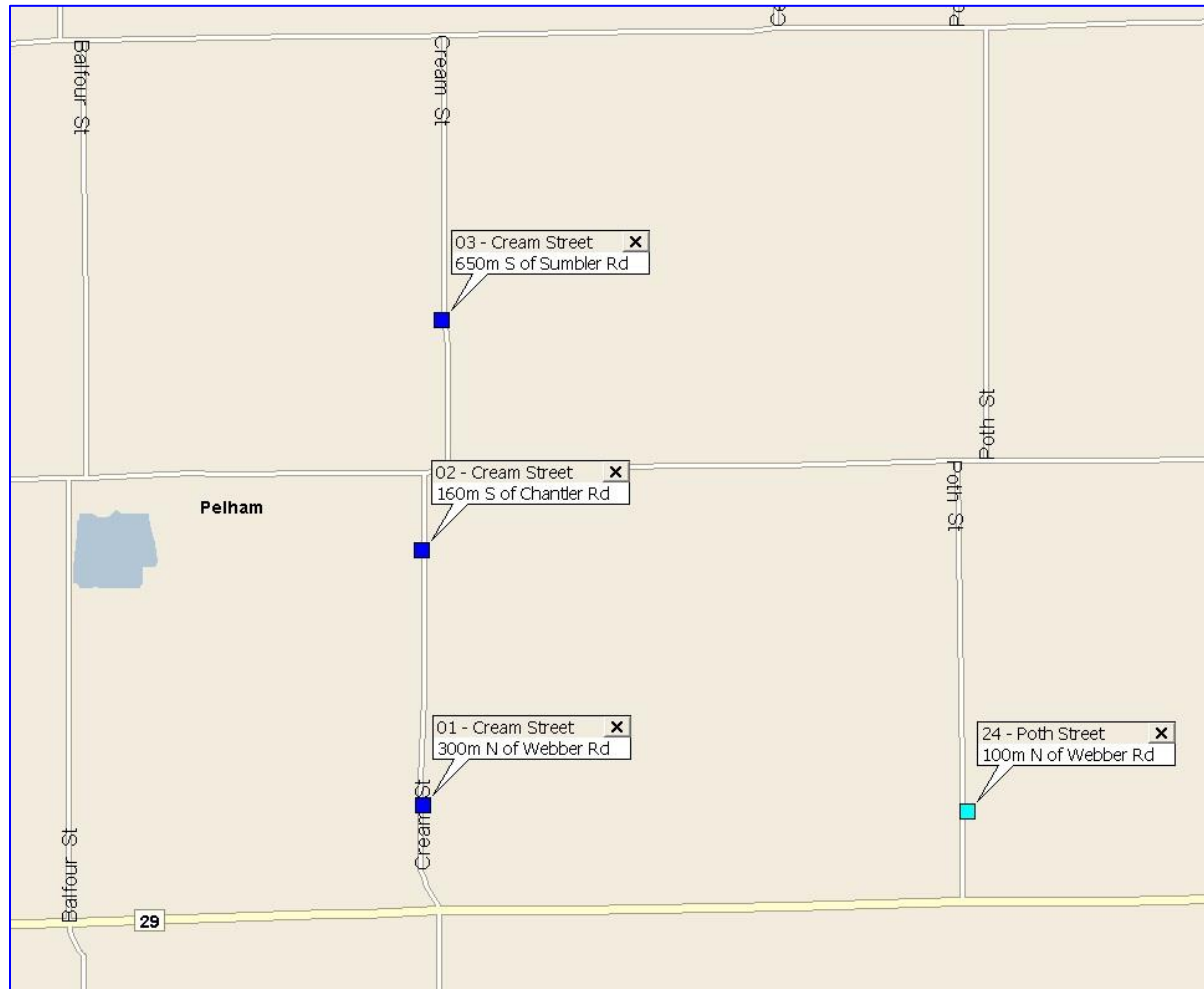 Balfour St
Cream St
Ce
Po
03 - Cream Street
650m S of Sumbler Rd
Poth St
02 - Cream Street
160m S of Chantler Rd
Poth St
Pelham
01 - Cream Street
300m N of Webber Rd
24 - Poth Street
100m N of Webber Rd
Cream St
Balfour St
29